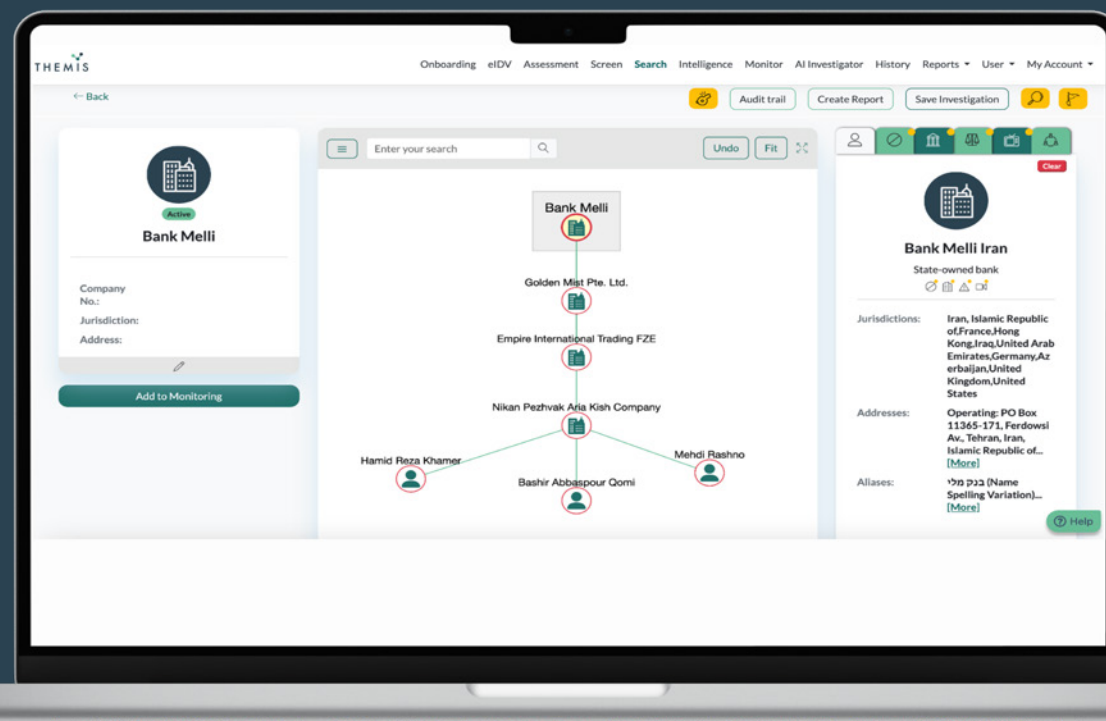 THEMIS
Onboarding eIDV Assessment Screen Search Intelligence Monitor AI Investigator History Reports User My Account
← Back
Audit trail Create Report Save Investigation
Active
Bank Melli
Company
No.:
Jurisdiction:
Address:
Add to Monitoring
Enter your search
Undo Fit
Bank Melli
Golden Mist Pte. Ltd.
Empire International Trading FZE
Nikan Pezhvak Aria Kish Company
Hamid Reza Khamer
Bashir Abbaspour Qomi
Mehdi Rashno
Clear
Bank Melli Iran
State-owned bank
Jurisdictions: Iran, Islamic Republic
of,France,Hong
Kong,Iraq,United Arab
Emirates,Germany,Az
erbaijan,United
Kingdom,United
States
Addresses: Operating: PO Box
11365-171, Ferdowsi
Av., Tehran, Iran,
Islamic Republic of...
[More]
Aliases: בנק מלי (Name
Spelling Variation)...
[More]
Help